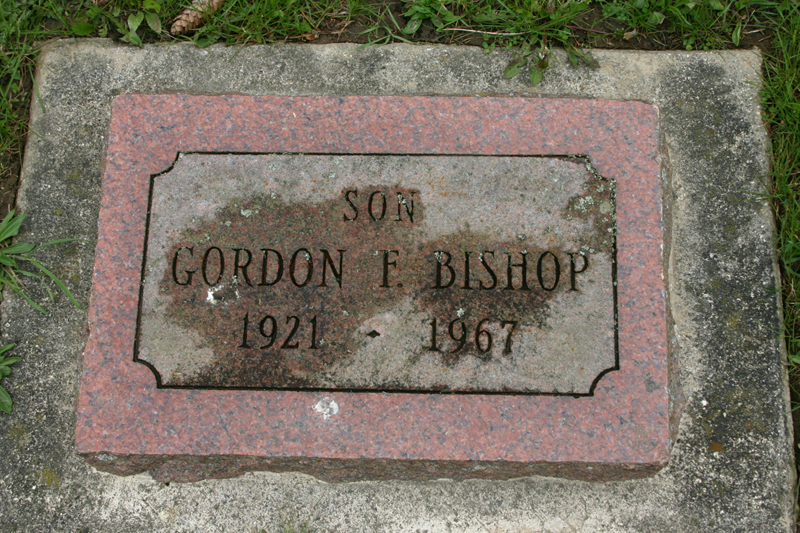 SON
GORDON F. BISHOP
1921 - 1967